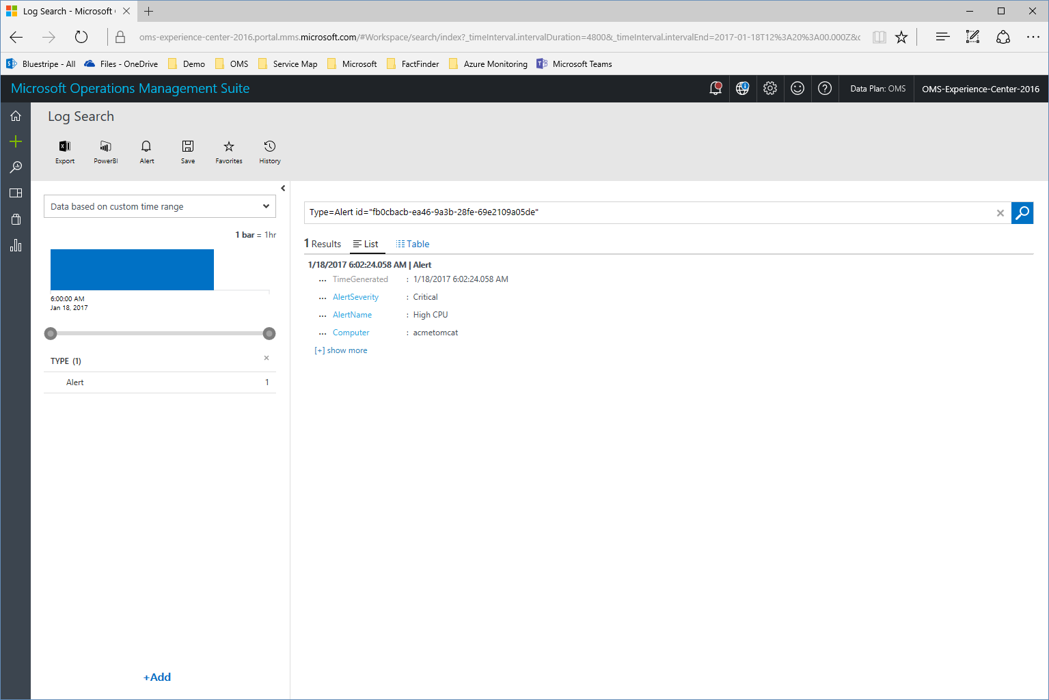 Log Search - Microsoft
oms-experience-center-2016.portal.mms.microsoft.com/#Workspace/search/index?_timeInterval.intervalDuration=4800&_timeInterval.intervalEnd=2017-01-18T12%3A20%3A00.000Z&
Bluestripe - All Files - OneDrive Demo OMS Service Map Microsoft FactFinder Azure Monitoring Microsoft Teams
Microsoft Operations Management Suite Data Plan: OMS OMS-Experience-Center-2016
Log Search
Export PowerBI Alert Save Favorites History
Data based on custom time range
1 bar = 1hr
6:00:00 AM
Jan 18, 2017
TYPE (1)
Alert 1
+Add
Type=Alert id="fb0cbacb-ea46-9a3b-28fe-69e2109a05de"
1 Results List Table
1/18/2017 6:02:24.058 AM | Alert
... TimeGenerated : 1/18/2017 6:02:24.058 AM
... AlertSeverity : Critical
... AlertName : High CPU
... Computer : acmetomcat
[+] show more